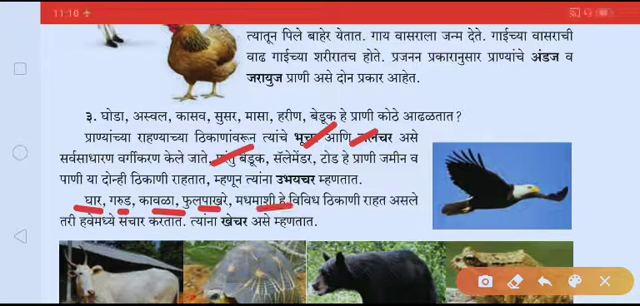 11:10
त्यातून पिले बाहेर येतात. गाय वासराला जन्म देते. गाईच्या वासराची
वाढ गाईच्या शरीरातच होते. प्रजनन प्रकारानुसार प्राण्यांचे अंडज व
जरायुज प्राणी असे दोन प्रकार आहेत.
३. घोडा, अस्वल, कासव, सुसर, मासा, हरीण, बेडूक हे प्राणी कोठे आढळतात ?
प्राण्यांच्या राहण्याच्या ठिकाणांवरून त्यांचे भूचर आणि जलचर असे
सर्वसाधारण वर्गीकरण केले जाते. परंतु बेडूक, सॅलेमेंडर, टोड हे प्राणी जमीन व
पाणी या दोन्ही ठिकाणी राहतात, म्हणून त्यांना उभयचर म्हणतात.
घार, गरुड, कावळा, फुलपाखरे, मधमाशी हे विविध ठिकाणी राहत असले
तरी हवेमध्ये संचार करतात. त्यांना खेचर असे म्हणतात.